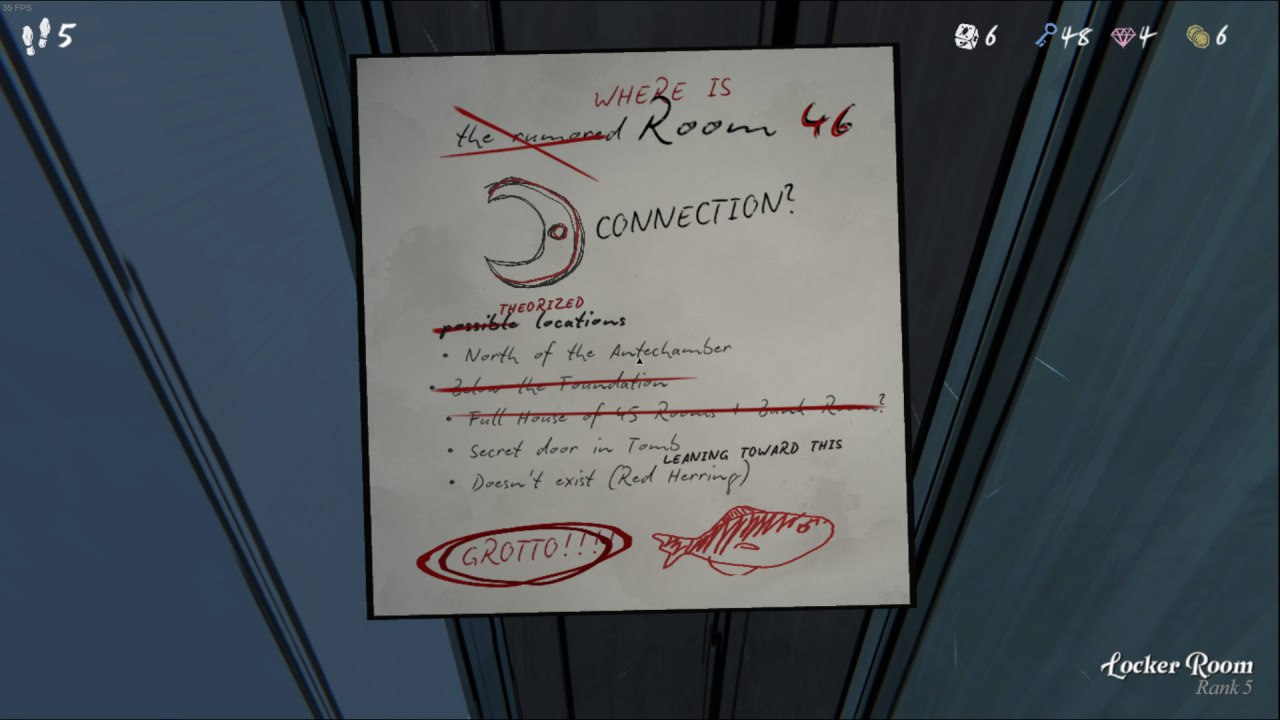 35 FPS
5
6 48 4 6
WHERE IS
the rumored Room 46
CONNECTION?
THEORIZED
possible locations
• North of the Antechamber
• Below the Foundation
• Full House of 45 Rooms + Bunk Room?
• Secret door in Tomb
LEANING TOWARD THIS
• Doesn't exist (Red Herring)
GROTTO!!!
Locker Room
Rank 5